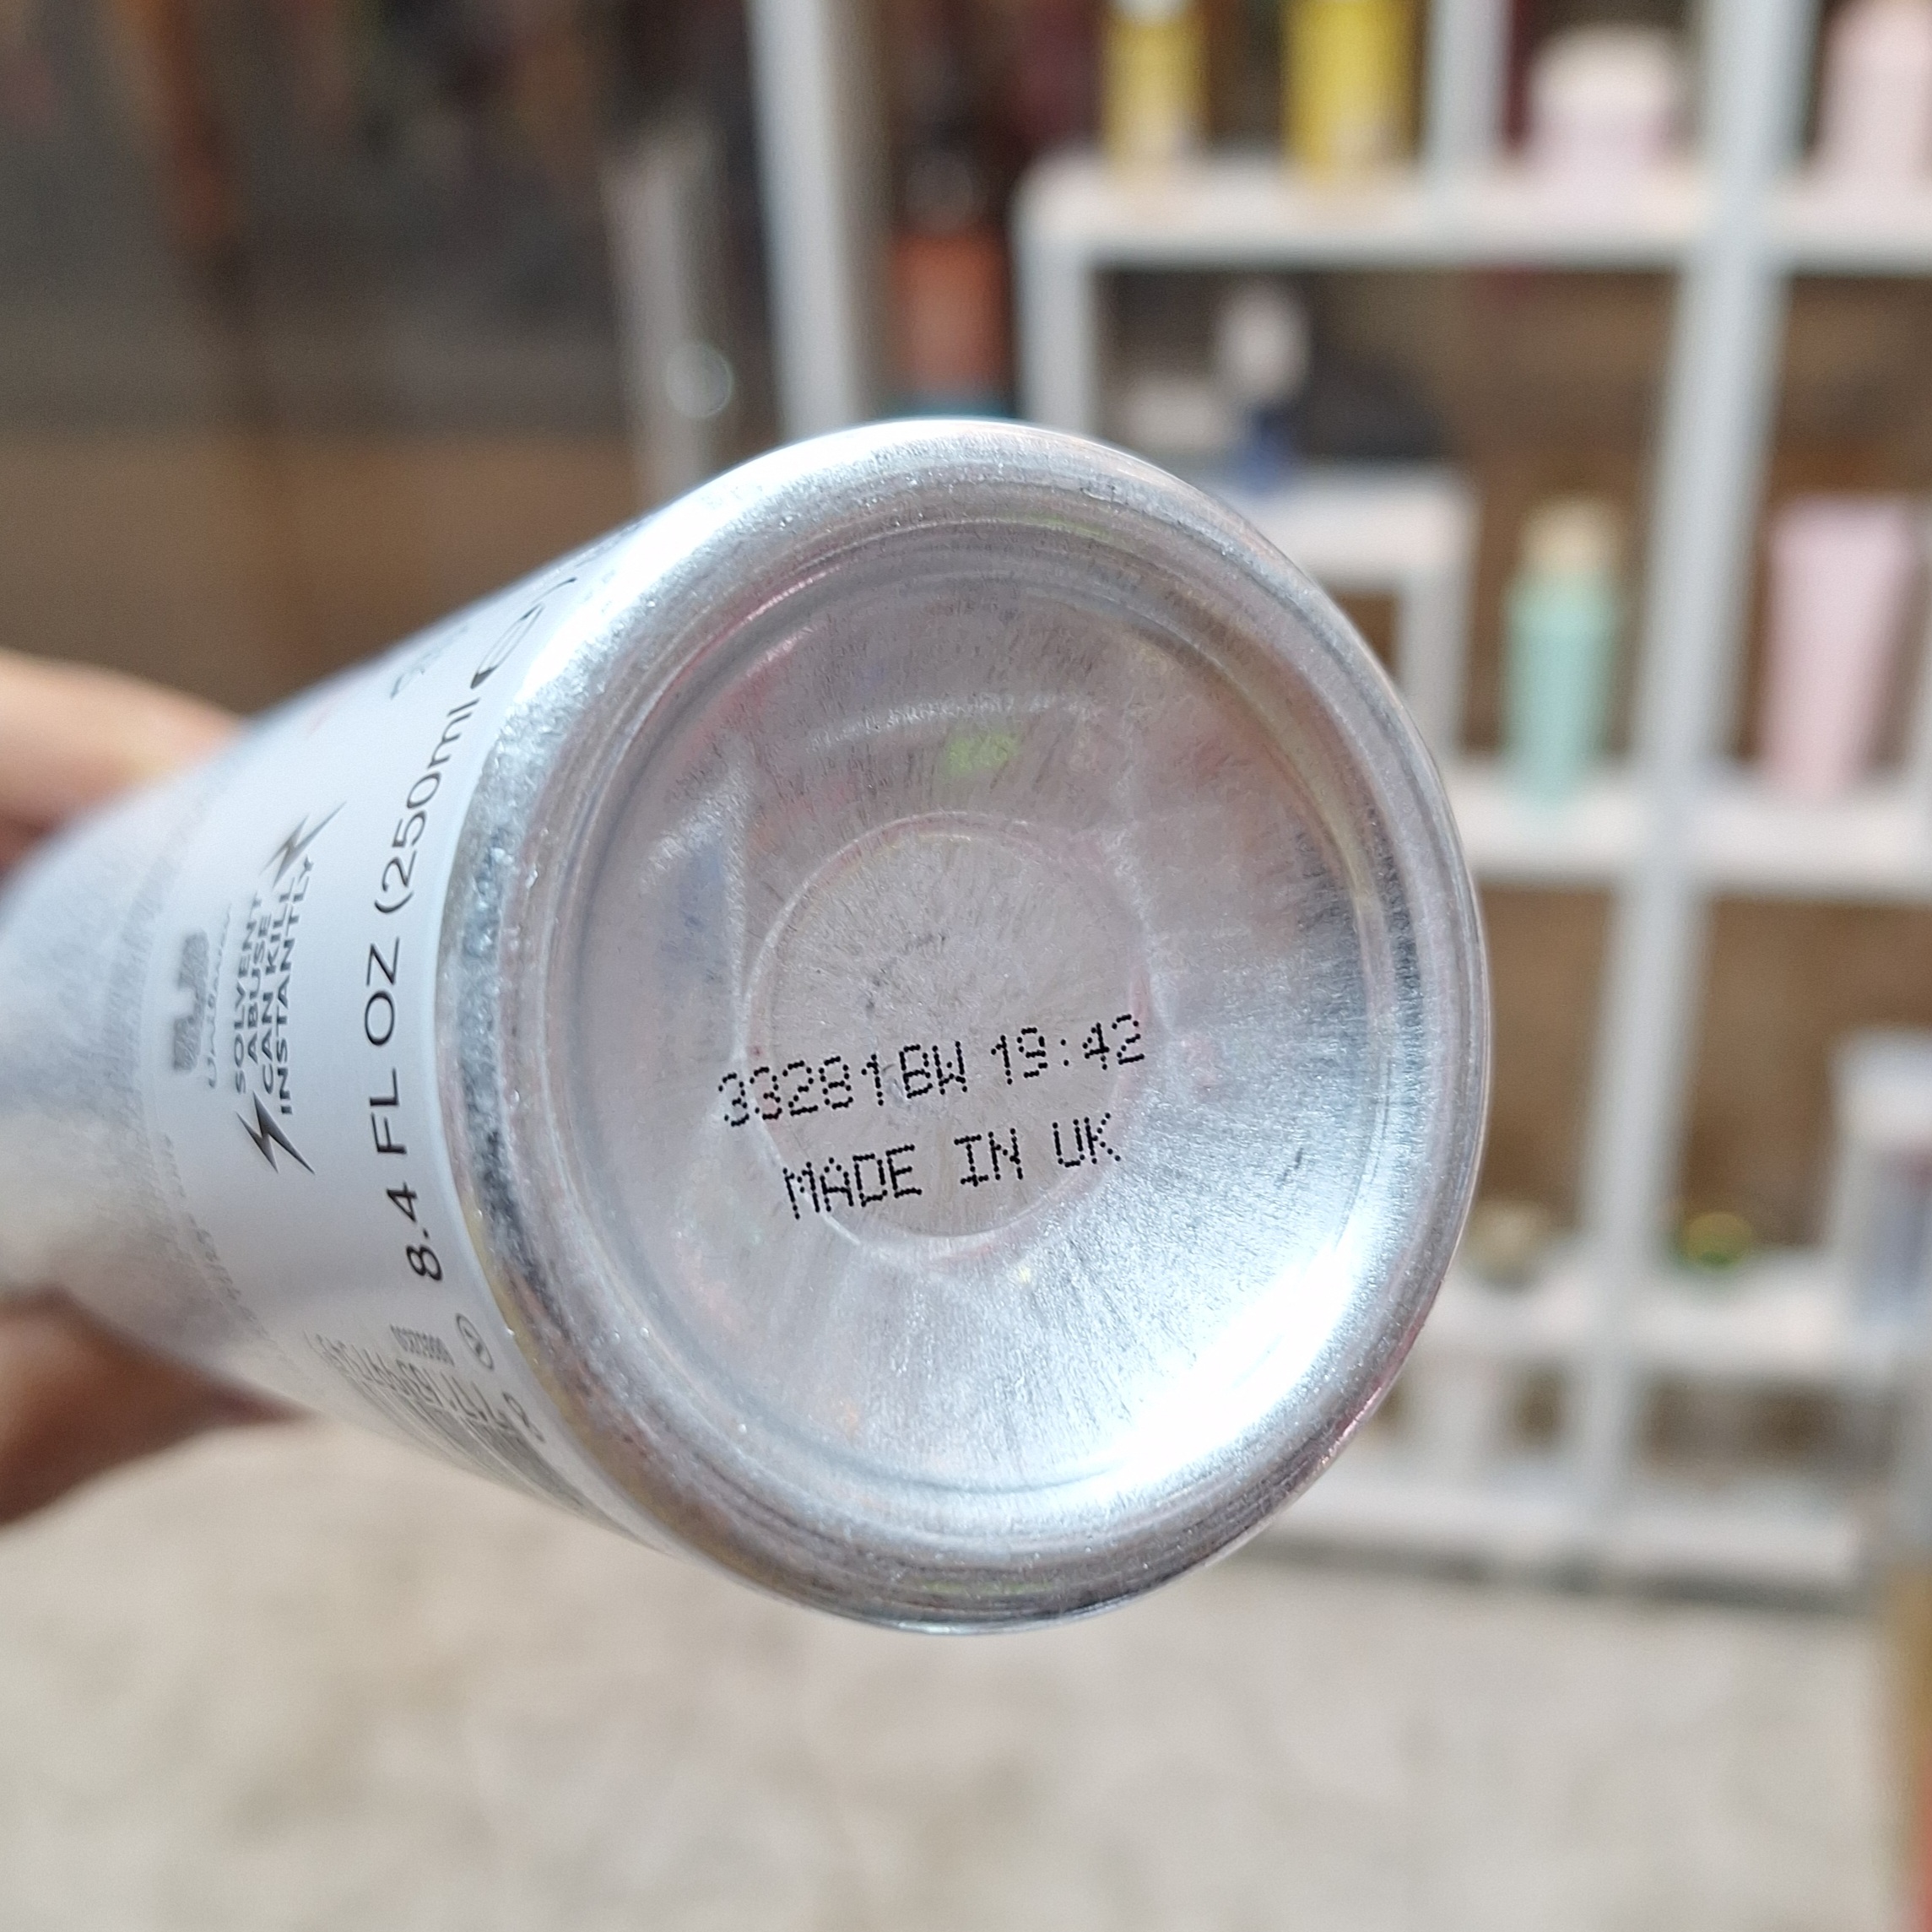 33281BW 19:42
MADE IN UK
8.4 FL OZ (250ml
SOLVENT
ABUSE
CAN KILL
INSTANTLY